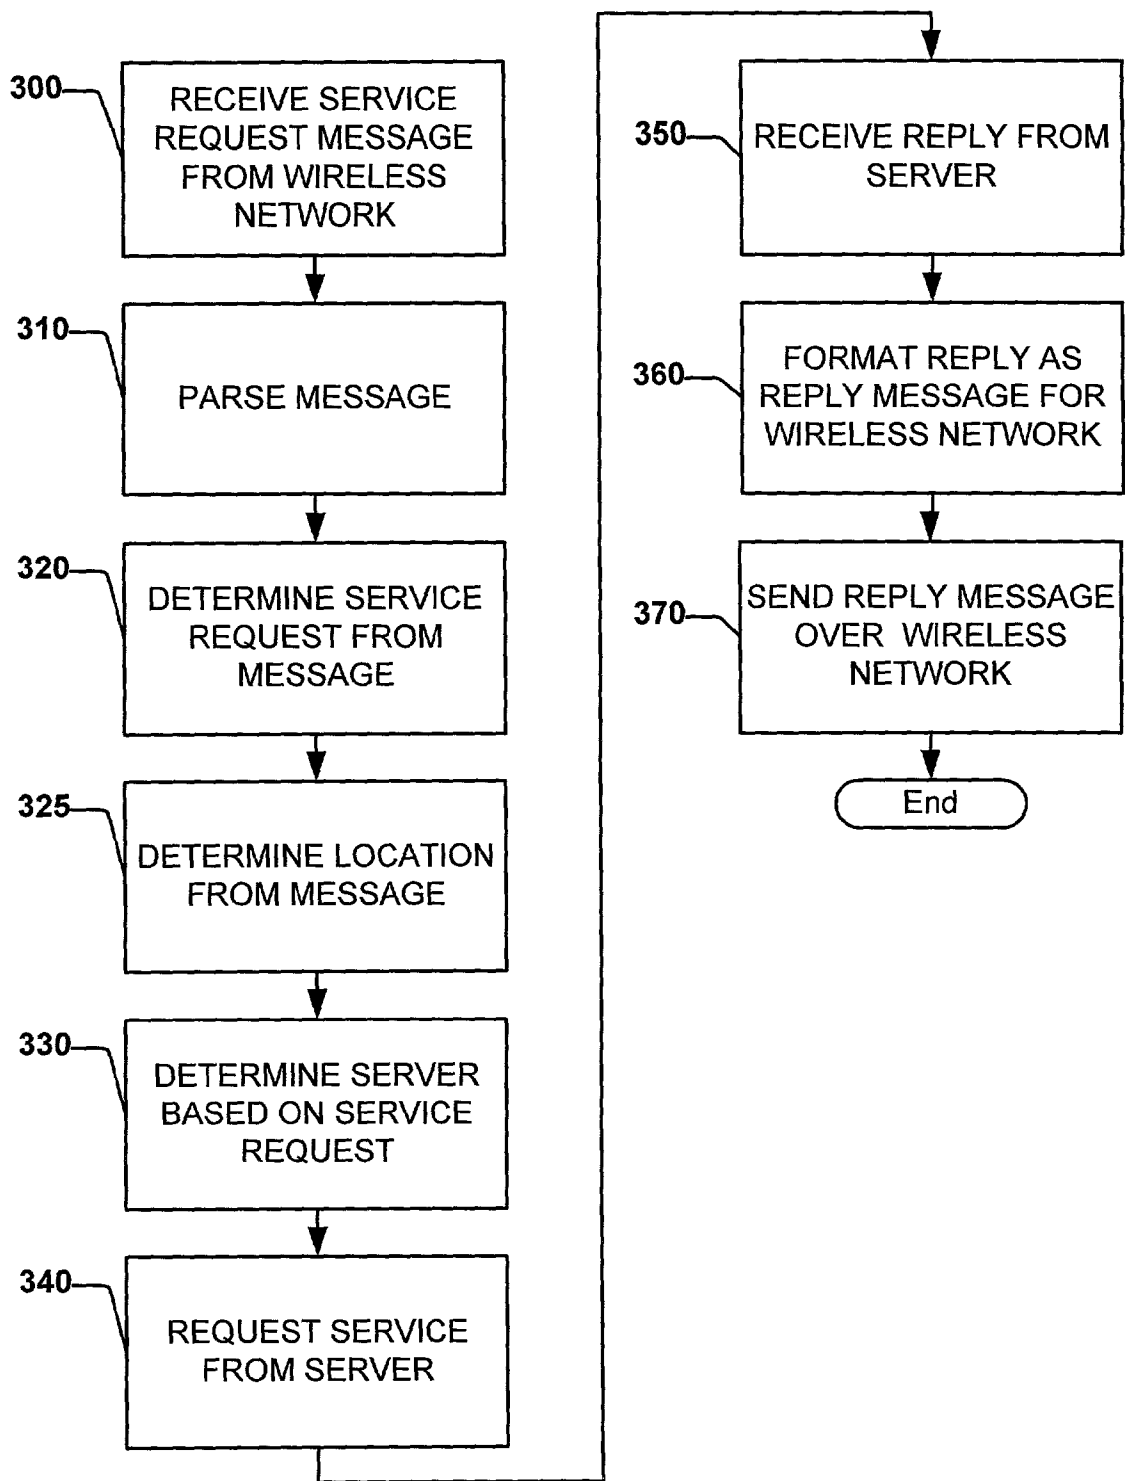 300
RECEIVE SERVICE
REQUEST MESSAGE
FROM WIRELESS
NETWORK
310
PARSE MESSAGE
320
DETERMINE SERVICE
REQUEST FROM
MESSAGE
325
DETERMINE LOCATION
FROM MESSAGE
330
DETERMINE SERVER
BASED ON SERVICE
REQUEST
340
REQUEST SERVICE
FROM SERVER
350
RECEIVE REPLY FROM
SERVER
360
FORMAT REPLY AS
REPLY MESSAGE FOR
WIRELESS NETWORK
370
SEND REPLY MESSAGE
OVER WIRELESS
NETWORK
End